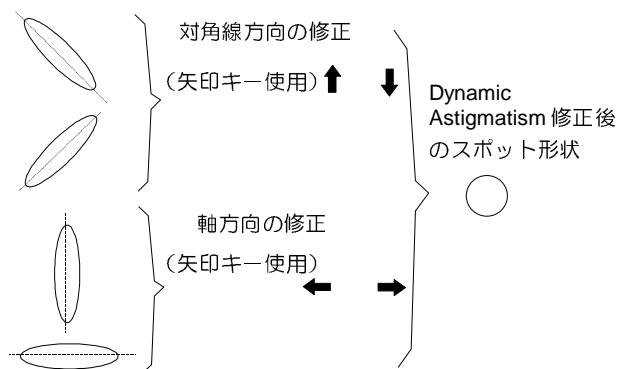 対角線方向の修正
（矢印キー使用）
軸方向の修正
（矢印キー使用）
Dynamic
Astigmatism 修正後
のスポット形状